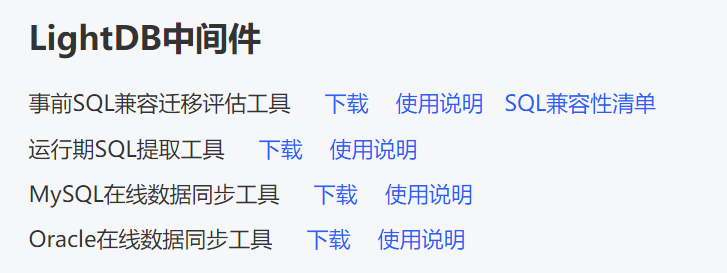 LightDB中间件
事前SQL兼容迁移评估工具 下载 使用说明 SQL兼容性清单
运行期SQL提取工具 下载 使用说明
MySQL在线数据同步工具 下载 使用说明
Oracle在线数据同步工具 下载 使用说明